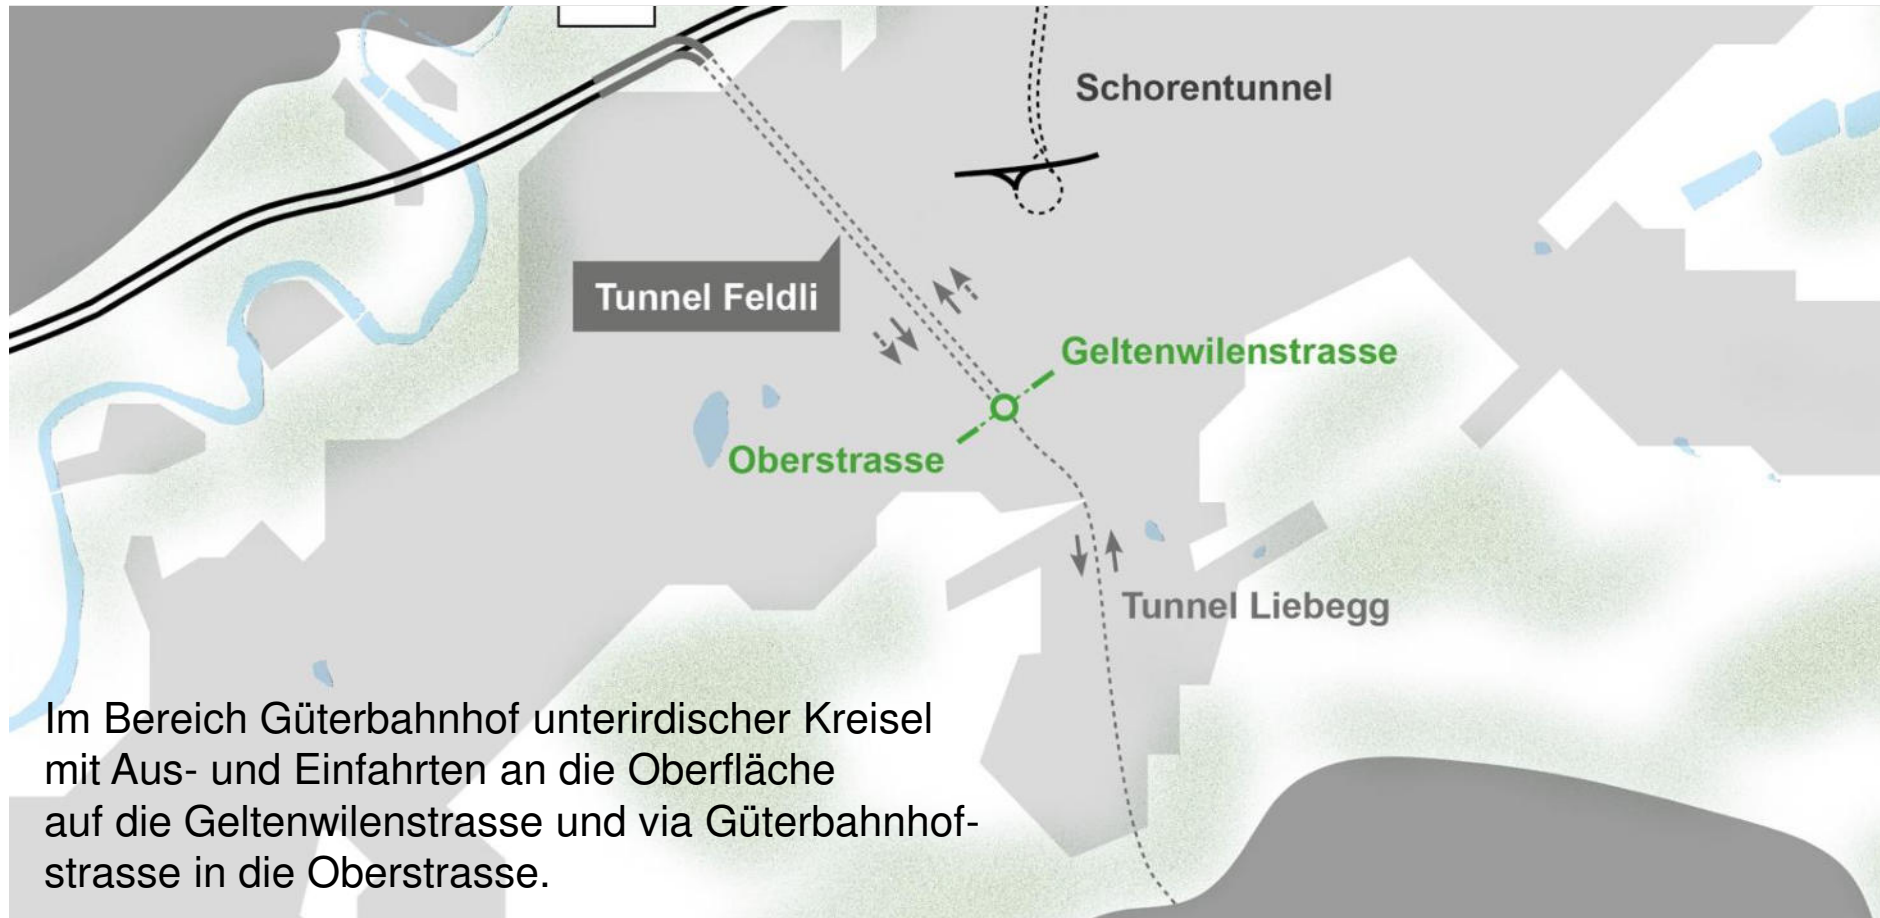 Schorentunnel
Tunnel Feldli
Geltenwilenstrasse
Oberstrasse
Tunnel Liebegg
Im Bereich Güterbahnhof unterirdischer Kreisel
mit Aus- und Einfahrten an die Oberfläche
auf die Geltenwilenstrasse und via Güterbahnhof-
strasse in die Oberstrasse.